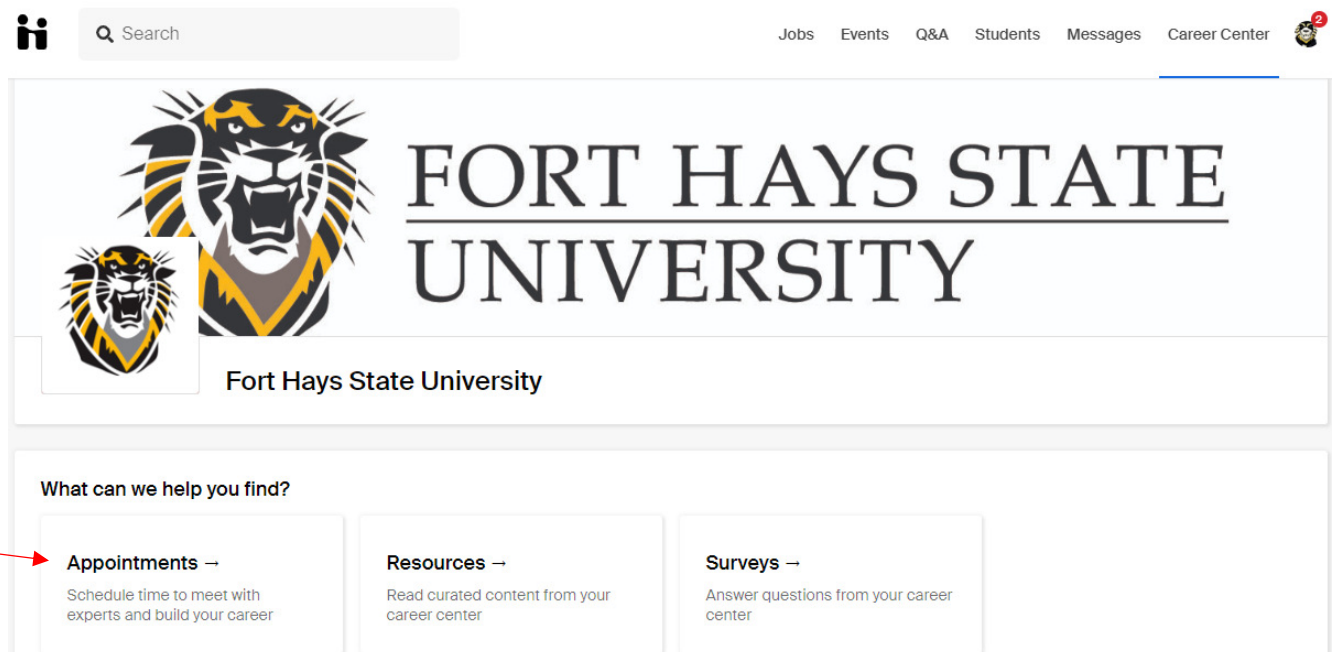 Search
Jobs Events Q&A Students Messages Career Center 2
FORT HAYS STATE
UNIVERSITY
Fort Hays State University
What can we help you find?
Appointments →
Schedule time to meet with
experts and build your career
Resources →
Read curated content from your
career center
Surveys →
Answer questions from your career
center